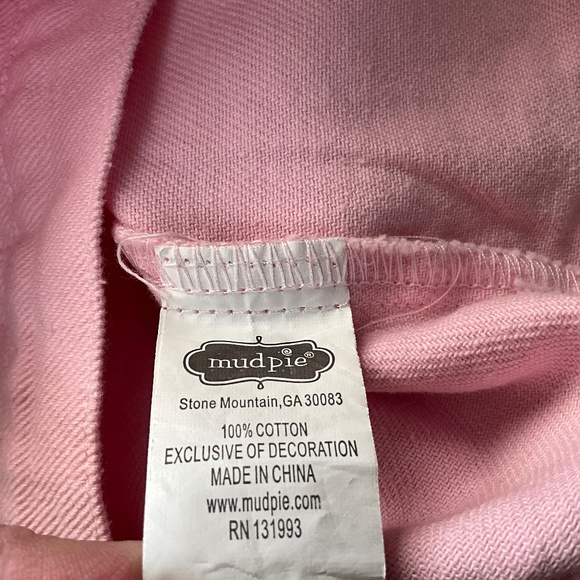 mudpie®
Stone Mountain,GA 30083
100% COTTON
EXCLUSIVE OF DECORATION
MADE IN CHINA
www.mudpie.com
RN 131993